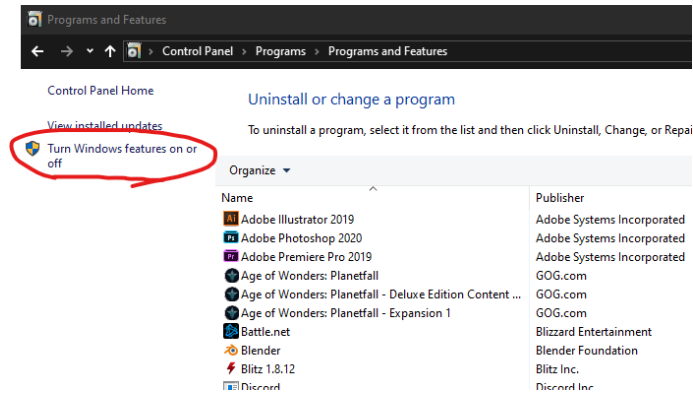 Programs and Features
Control Panel > Programs > Programs and Features
Control Panel Home
View installed updates
Turn Windows features on or
off
Uninstall or change a program
To uninstall a program, select it from the list and then click Uninstall, Change, or Repai
Organize
Name Publisher
Adobe Illustrator 2019 Adobe Systems Incorporated
Adobe Photoshop 2020 Adobe Systems Incorporated
Adobe Premiere Pro 2019 Adobe Systems Incorporated
Age of Wonders: Planetfall GOG.com
Age of Wonders: Planetfall - Deluxe Edition Content ... GOG.com
Age of Wonders: Planetfall - Expansion 1 GOG.com
Battle.net Blizzard Entertainment
Blender Blender Foundation
Blitz 1.8.12 Blitz Inc.
Discord Discord Inc.